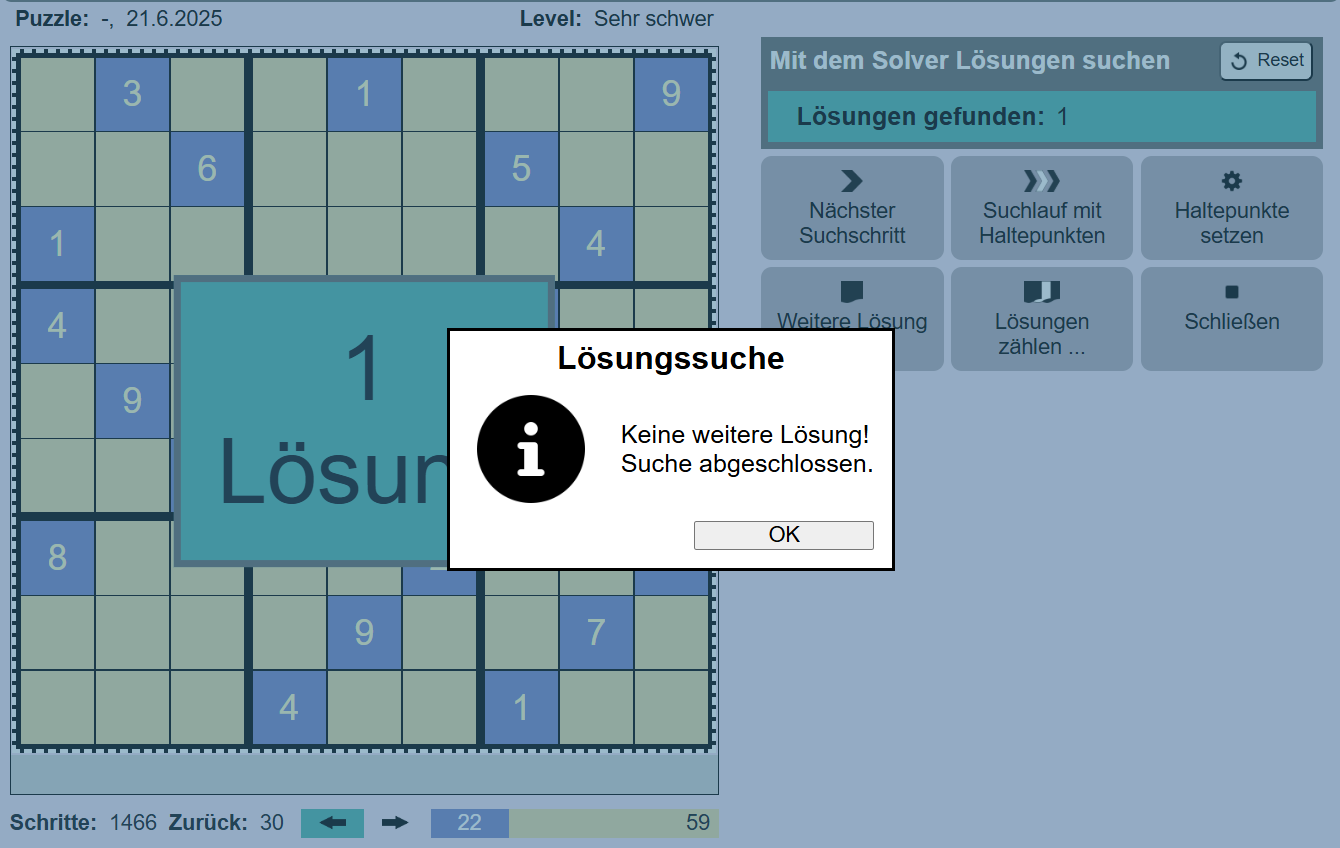 Puzzle: -, 21.6.2025 Level: Sehr schwer
Mit dem Solver Lösungen suchen Reset
Lösungen gefunden: 1
3 1 9
6 5
1 4
4
9
8
9 7
4 1
Nächster Suchschritt
Suchlauf mit Haltepunkten
Haltepunkte setzen
Weitere Lösung
Lösungen zählen ...
Schließen
1
Lösun
Lösungssuche
Keine weitere Lösung!
Suche abgeschlossen.
OK
Schritte: 1466 Zurück: 30 22 59